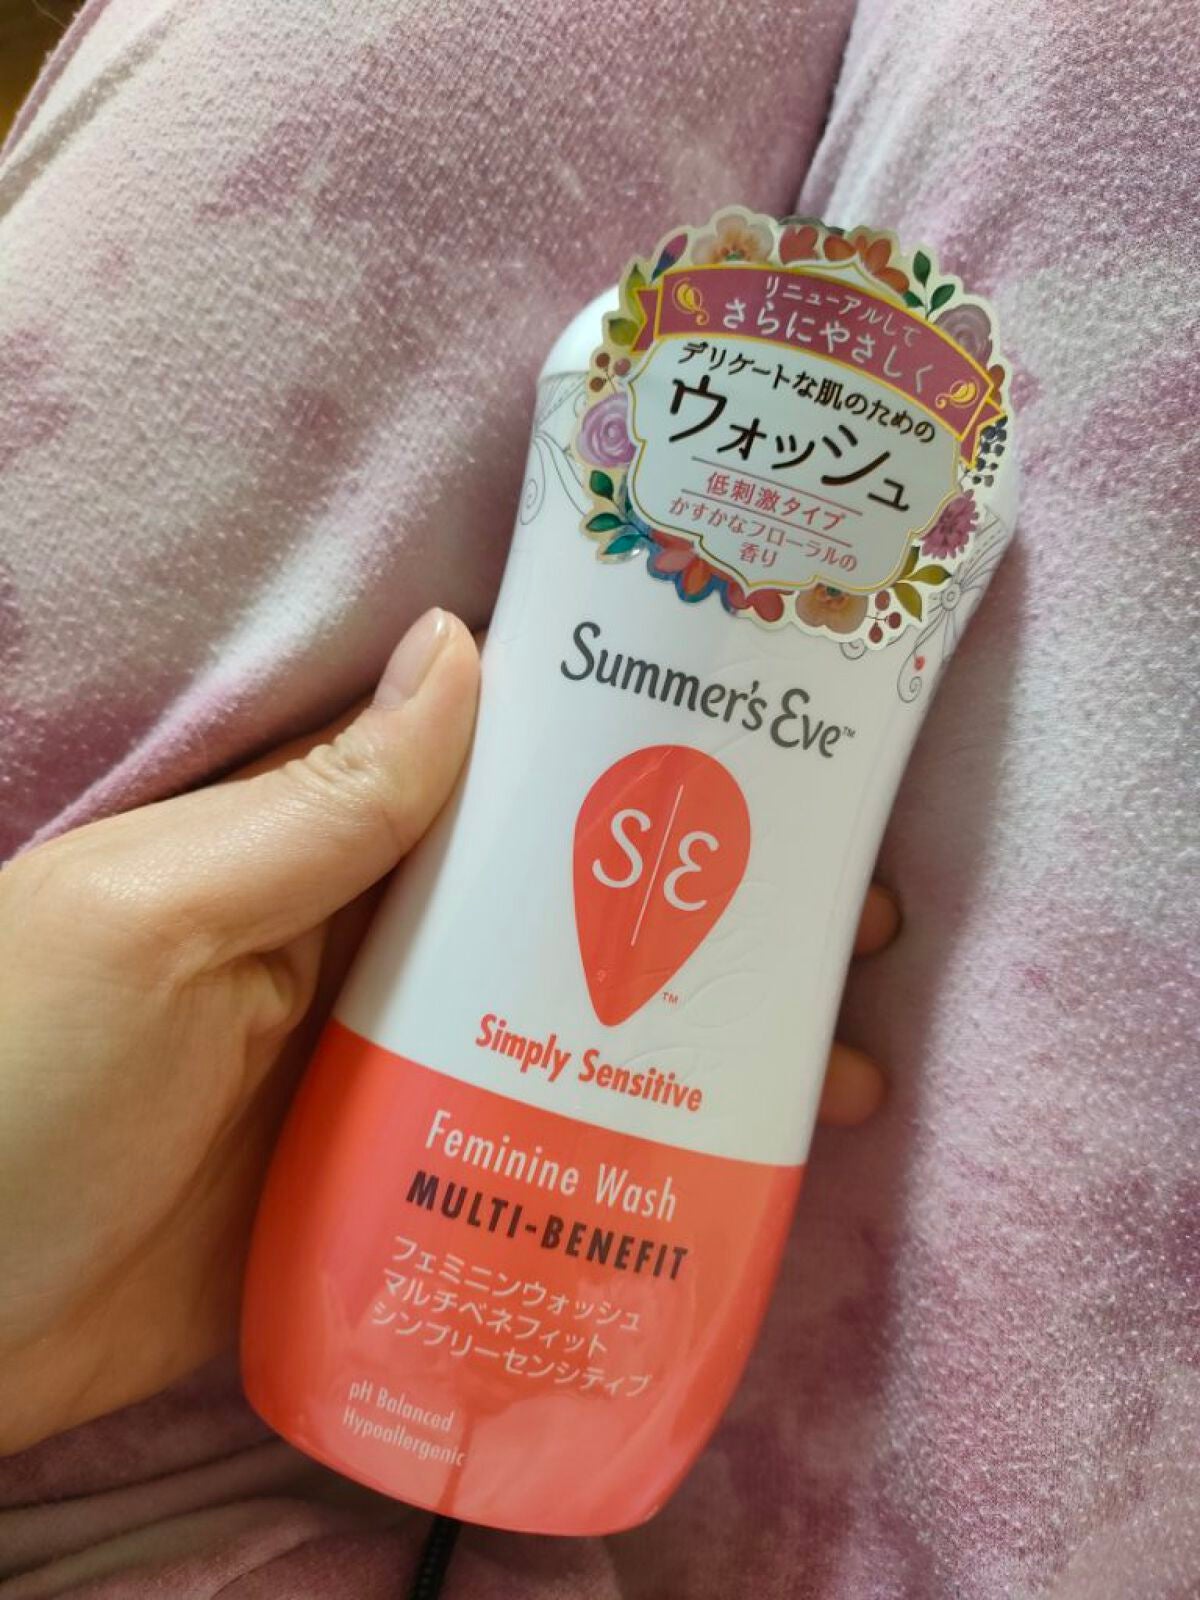 リニューアルして
さらにやさしく
デリケートな肌のための
ウォッシュ
低刺激タイプ
かすかなフローラルの
香り
Summer's Eve™
S/E
™
Simply Sensitive
Feminine Wash
MULTI-BENEFIT
フェミニンウォッシュ
マルチベネフィット
シンプリーセンシティブ
pH Balanced
Hypoallergenic